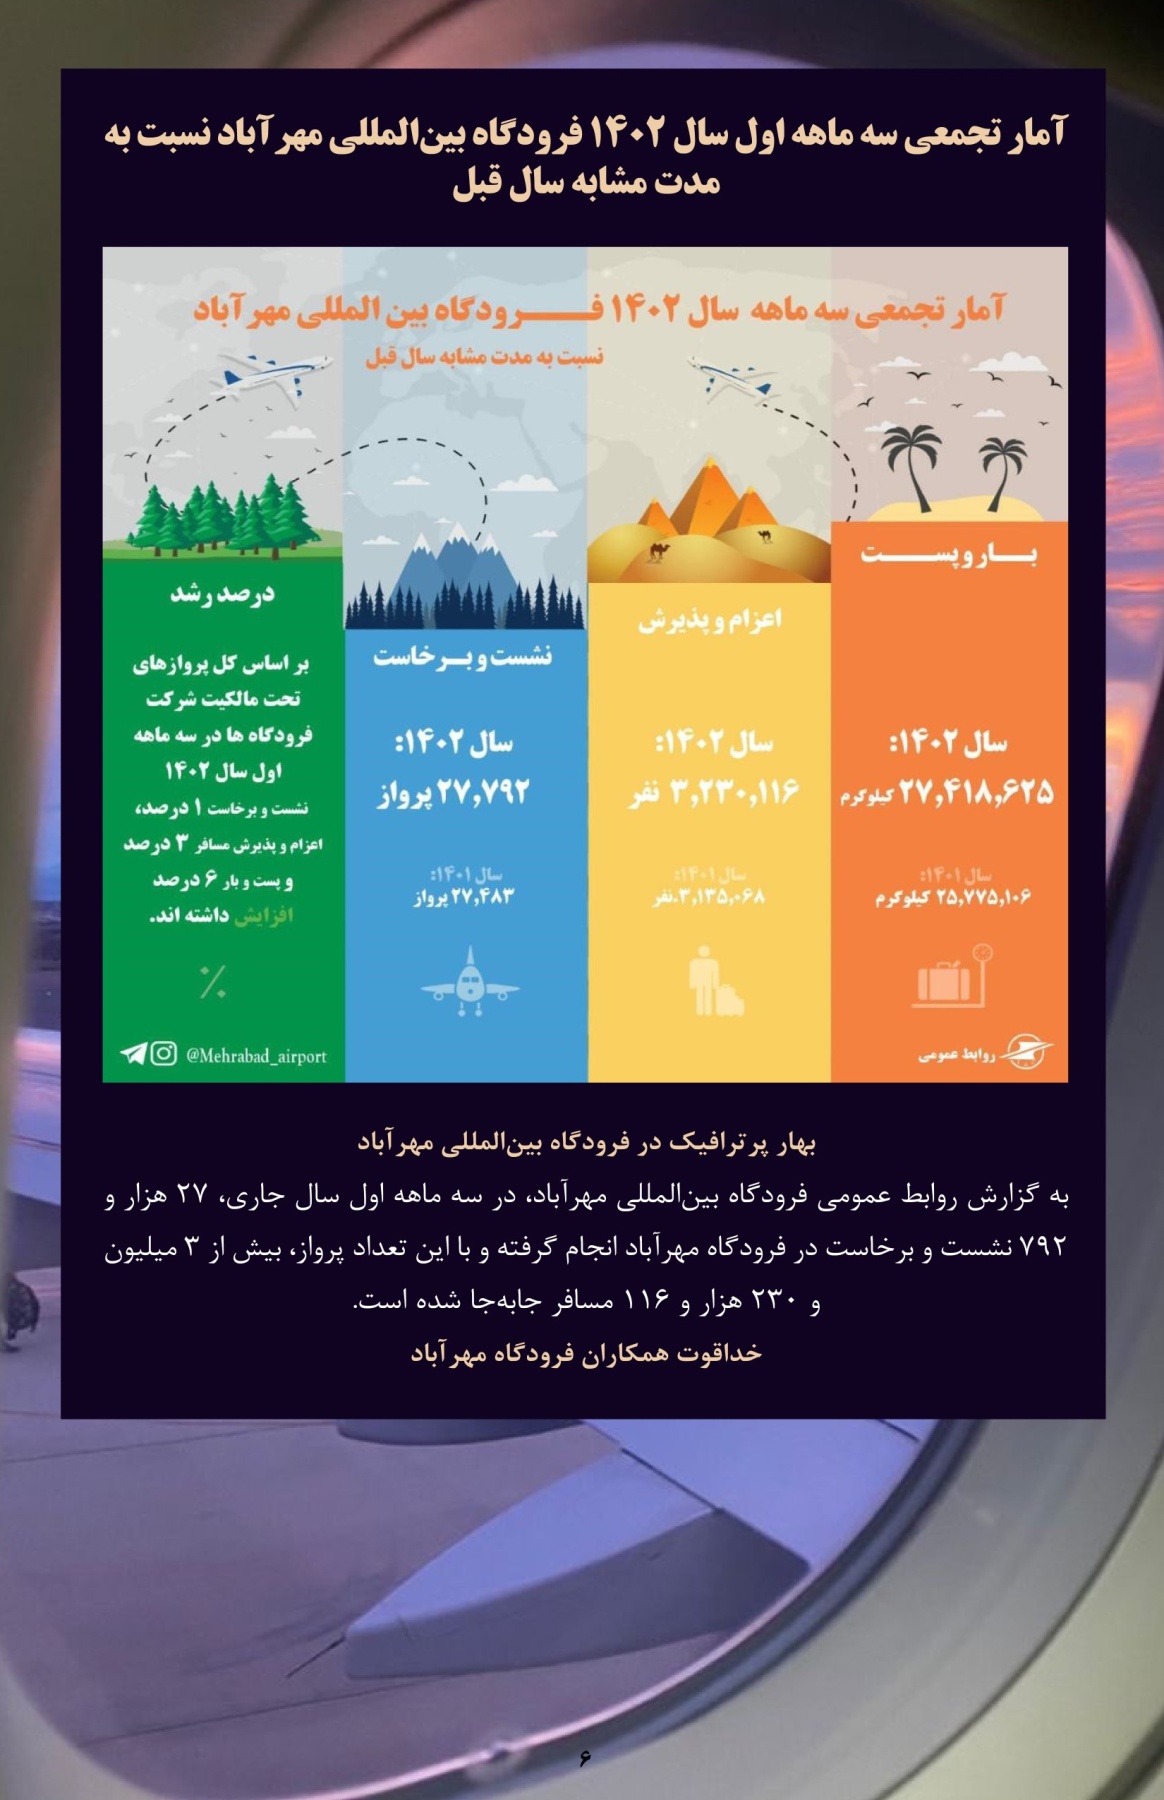 آمار تجمعی سه ماهه اول سال ۱۴۰۲ فرودگاه بین‌المللی مهرآباد نسبت به
مدت مشابه سال قبل
آمار تجمعی سه ماهه سال ۱۴۰۲ فـــرودگاه بین المللی مهرآباد
نسبت به مدت مشابه سال قبل
بـــار و پســـت
سال ۱۴۰۲:
۲۷,۴۱۸,۶۲۵ کیلوگرم
سال ۱۴۰۱:
۲۵,۷۷۵,۱۰۶ کیلوگرم
روابط عمومی
اعزام و پذیرش
سال ۱۴۰۲:
۳,۲۳۰,۱۱۶ نفر
سال ۱۴۰۱:
۳,۱۳۵,۰۶۸.نفر
نشست و بـرخاست
سال ۱۴۰۲:
۲۷,۷۹۲ پرواز
سال ۱۴۰۱:
۲۷,۴۸۳ پرواز
درصد رشد
بر اساس کل پروازهای
تحت مالکیت شرکت
فرودگاه ها در سه ماهه
اول سال ۱۴۰۲
نشست و برخاست ۱ درصد،
اعزام و پذیرش مسافر ۳ درصد
و پست و بار ۶ درصد
افزایش داشته اند.
٪
@Mehrabad_airport
بهار پرترافیک در فرودگاه بین‌المللی مهرآباد
به گزارش روابط عمومی فرودگاه بین‌المللی مهرآباد، در سه ماهه اول سال جاری، ۲۷ هزار و
۷۹۲ نشست و برخاست در فرودگاه مهرآباد انجام گرفته و با این تعداد پرواز، بیش از ۳ میلیون
و ۲۳۰ هزار و ۱۱۶ مسافر جابه‌جا شده است.
خداقوت همکاران فرودگاه مهرآباد
۶